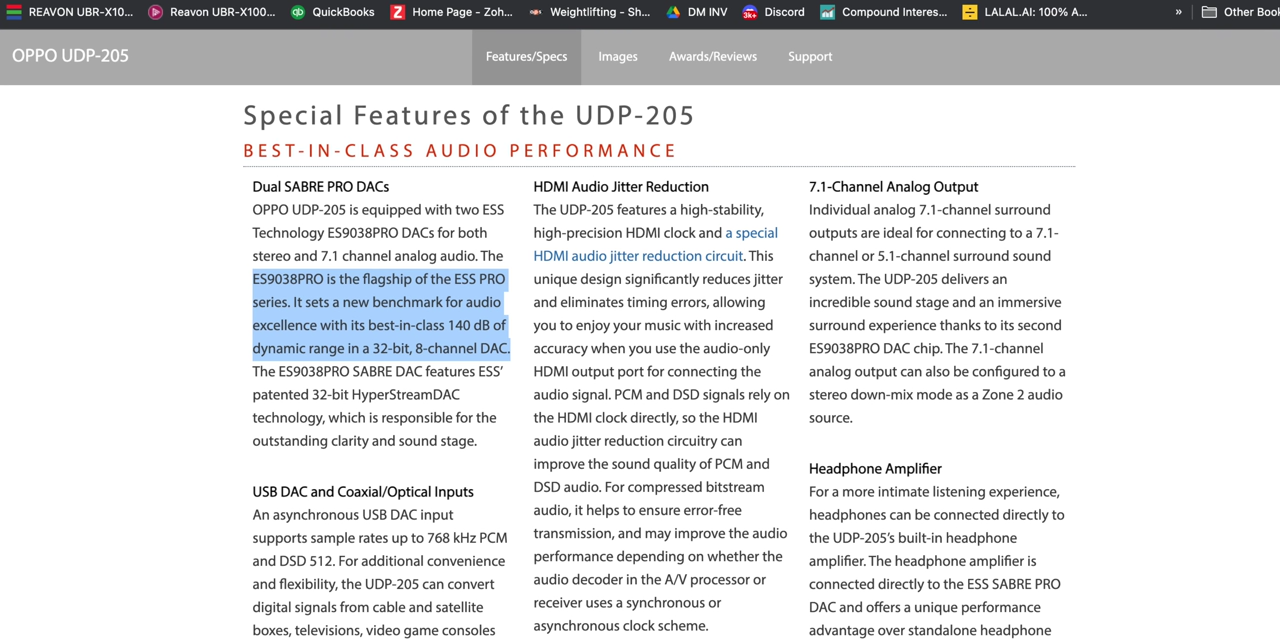 REAVON UBR-X10... Reavon UBR-X100... QuickBooks Home Page - Zoh... Weightlifting - Sh... DM INV Discord Compound Interes... LALAL.AI: 100% A... » Other Book
3k+
OPPO UDP-205 Features/Specs Images Awards/Reviews Support
Special Features of the UDP-205
BEST-IN-CLASS AUDIO PERFORMANCE
Dual SABRE PRO DACs
OPPO UDP-205 is equipped with two ESS
Technology ES9038PRO DACs for both
stereo and 7.1 channel analog audio. The
ES9038PRO is the flagship of the ESS PRO
series. It sets a new benchmark for audio
excellence with its best-in-class 140 dB of
dynamic range in a 32-bit, 8-channel DAC.
The ES9038PRO SABRE DAC features ESS’
patented 32-bit HyperStreamDAC
technology, which is responsible for the
outstanding clarity and sound stage.
USB DAC and Coaxial/Optical Inputs
An asynchronous USB DAC input
supports sample rates up to 768 kHz PCM
and DSD 512. For additional convenience
and flexibility, the UDP-205 can convert
digital signals from cable and satellite
boxes, televisions, video game consoles
HDMI Audio Jitter Reduction
The UDP-205 features a high-stability,
high-precision HDMI clock and a special
HDMI audio jitter reduction circuit. This
unique design significantly reduces jitter
and eliminates timing errors, allowing
you to enjoy your music with increased
accuracy when you use the audio-only
HDMI output port for connecting the
audio signal. PCM and DSD signals rely on
the HDMI clock directly, so the HDMI
audio jitter reduction circuitry can
improve the sound quality of PCM and
DSD audio. For compressed bitstream
audio, it helps to ensure error-free
transmission, and may improve the audio
performance depending on whether the
audio decoder in the A/V processor or
receiver uses a synchronous or
asynchronous clock scheme.
7.1-Channel Analog Output
Individual analog 7.1-channel surround
outputs are ideal for connecting to a 7.1-
channel or 5.1-channel surround sound
system. The UDP-205 delivers an
incredible sound stage and an immersive
surround experience thanks to its second
ES9038PRO DAC chip. The 7.1-channel
analog output can also be configured to a
stereo down-mix mode as a Zone 2 audio
source.
Headphone Amplifier
For a more intimate listening experience,
headphones can be connected directly to
the UDP-205’s built-in headphone
amplifier. The headphone amplifier is
connected directly to the ESS SABRE PRO
DAC and offers a unique performance
advantage over standalone headphone